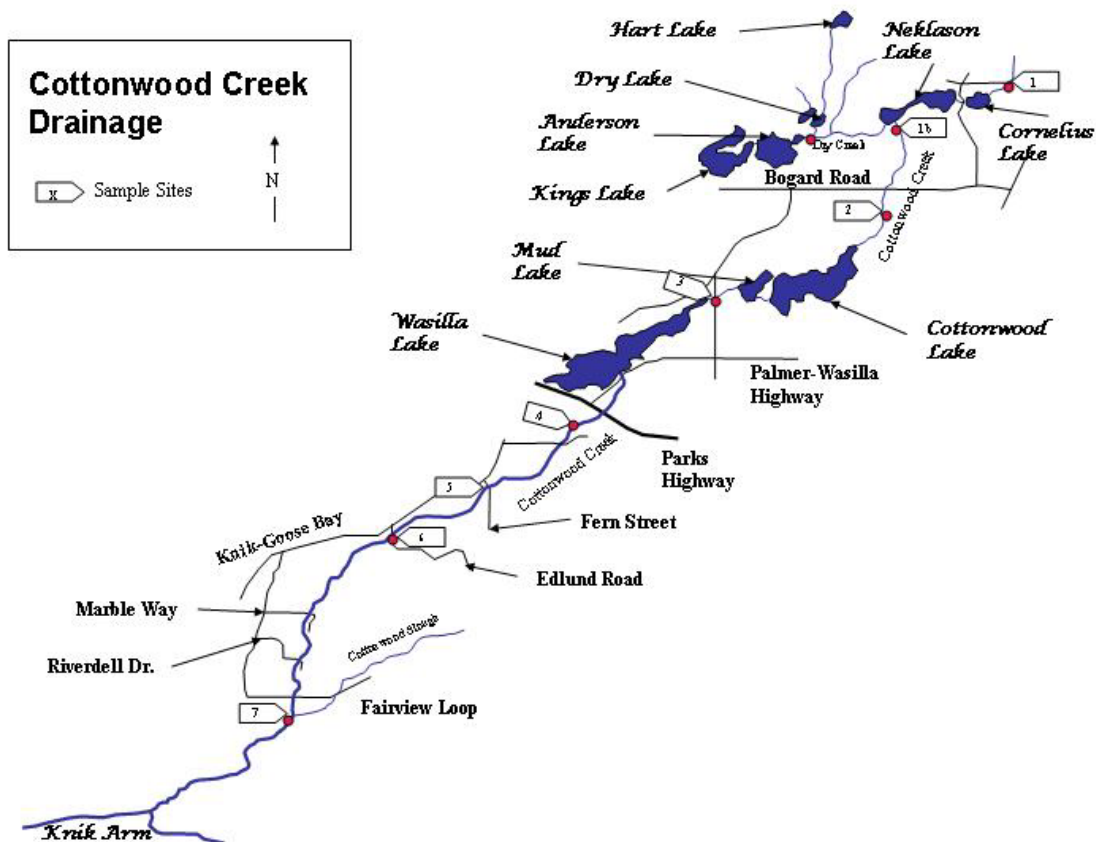 Cottonwood Creek
Drainage
X
Sample Sites
N
Hart Lake
Neklason
Lake
Dry Lake
1
Anderson
Lake
1b
Cornelius
Lake
Dry Creek
Kings Lake
Bogard Road
2
Cottonwood Creek
Mud
Lake
3
Wasilla
Lake
Cottonwood
Lake
Palmer-Wasilla
Highway
4
Parks
Highway
Cottonwood Creek
5
Fern Street
Knik-Goose Bay
6
Edlund Road
Marble Way
Cottonwood Slough
Riverdell Dr.
Fairview Loop
7
Knik Arm